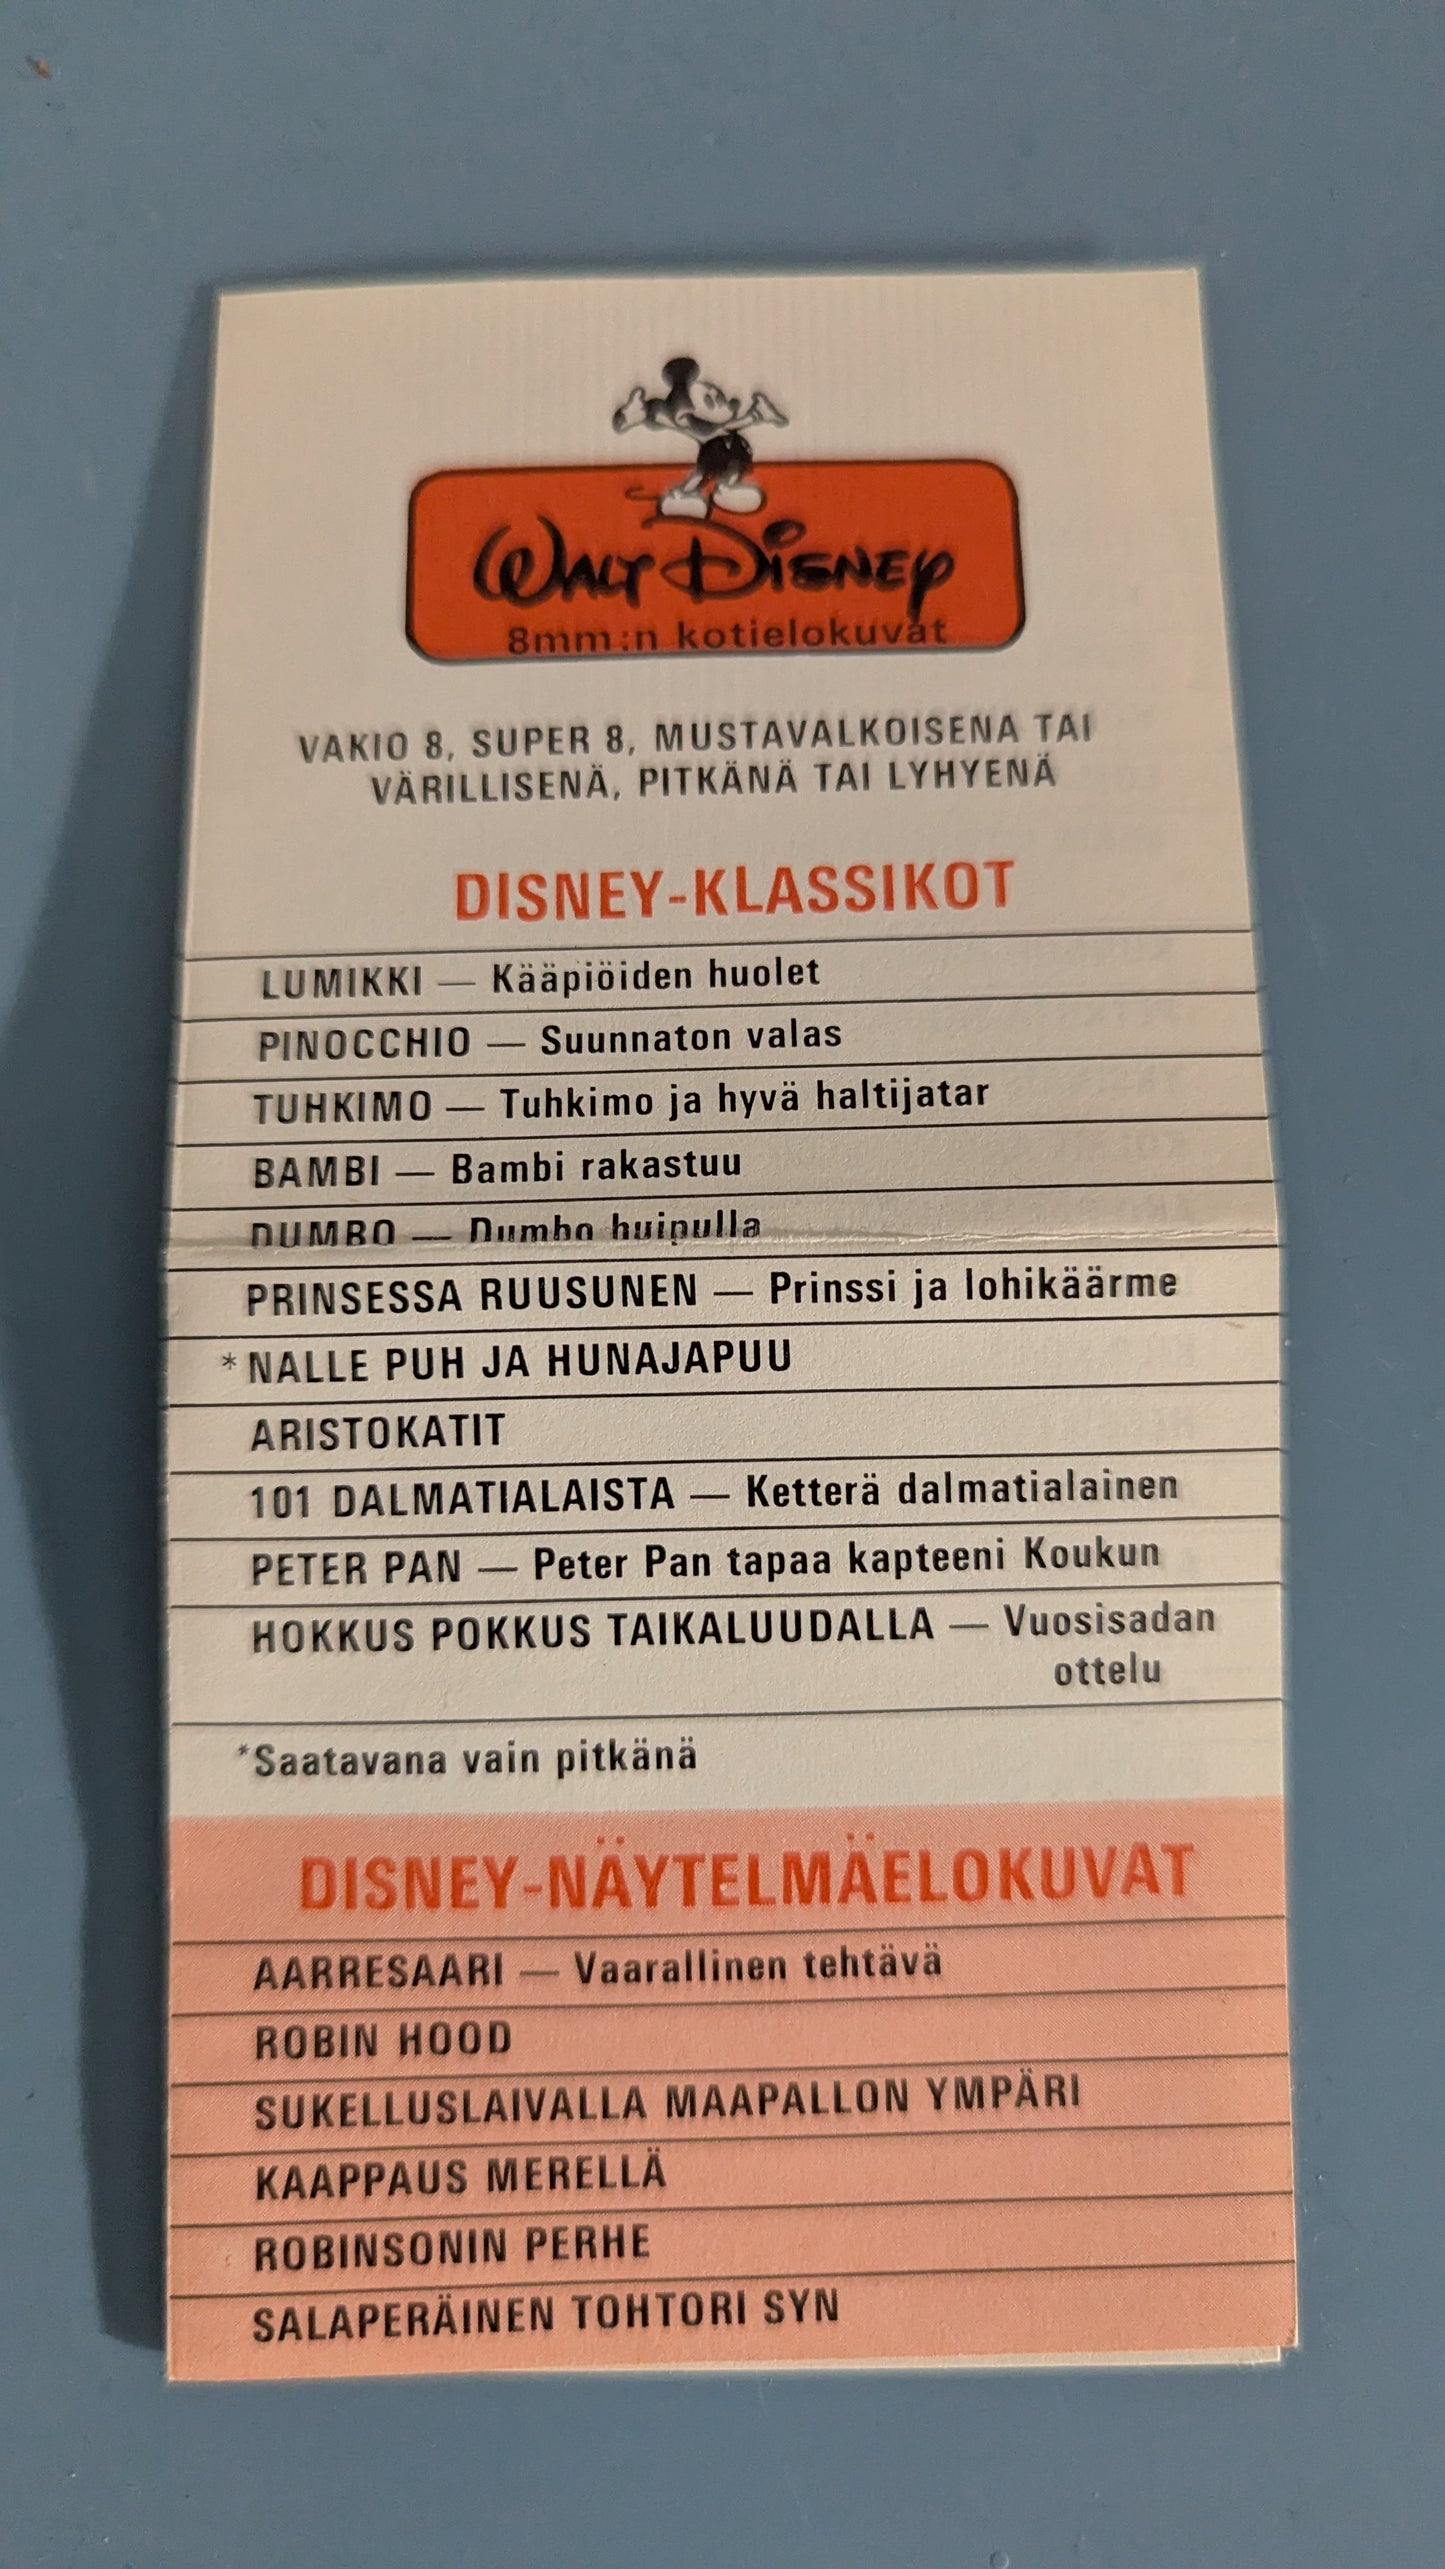 WALT DISNEY
8mm:n kotielokuvat
VAKIO 8, SUPER 8, MUSTAVALKOISENA TAI
VÄRILLISENÄ, PITKÄNÄ TAI LYHYENÄ
DISNEY-KLASSIKOT
LUMIKKI — Kääpiöiden huolet
PINOCCHIO — Suunnaton valas
TUHKIMO — Tuhkimo ja hyvä haltijatar
BAMBI — Bambi rakastuu
DUMBO — Dumbo huipulla
PRINSESSA RUUSUNEN — Prinssi ja lohikäärme
*NALLE PUH JA HUNAJAPUU
ARISTOKATIT
101 DALMATIALAISTA — Ketterä dalmatialainen
PETER PAN — Peter Pan tapaa kapteeni Koukun
HOKKUS POKKUS TAIKALUUDALLA — Vuosisadan
ottelu
*Saatavana vain pitkänä
DISNEY-NÄYTELMÄELOKUVAT
AARRESAARI — Vaarallinen tehtävä
ROBIN HOOD
SUKELLUSLAIVALLA MAAPALLON YMPÄRI
KAAPPAUS MERELLÄ
ROBINSONIN PERHE
SALAPERÄINEN TOHTORI SYN